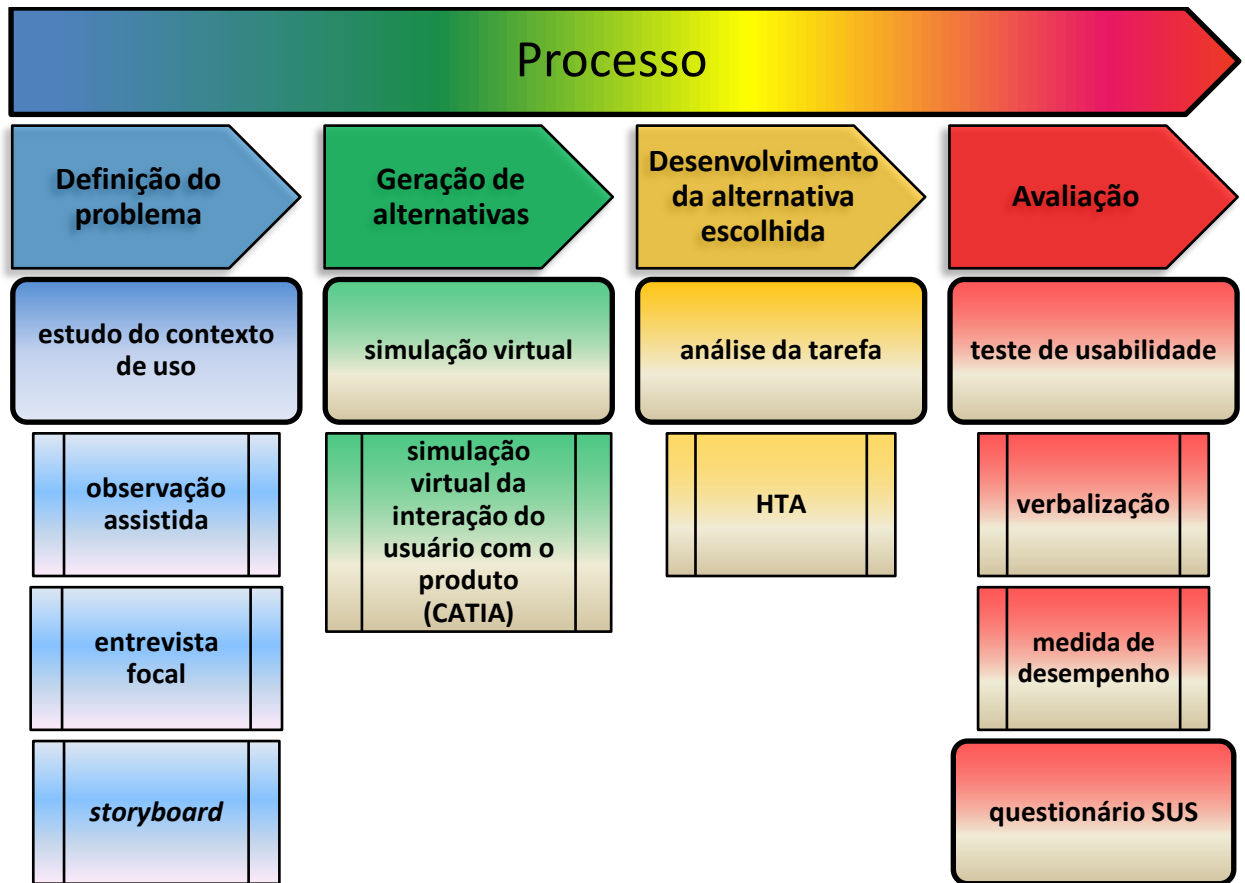 Processo
Definição do
problema
Geração de
alternativas
Desenvolvimento
da alternativa
escolhida
Avaliação
estudo do contexto
de uso
simulação virtual
análise da tarefa
teste de usabilidade
observação
assistida
simulação
virtual da
interação do
usuário com o
produto
(CATIA)
HTA
verbalização
entrevista
focal
medida de
desempenho
storyboard
questionário SUS